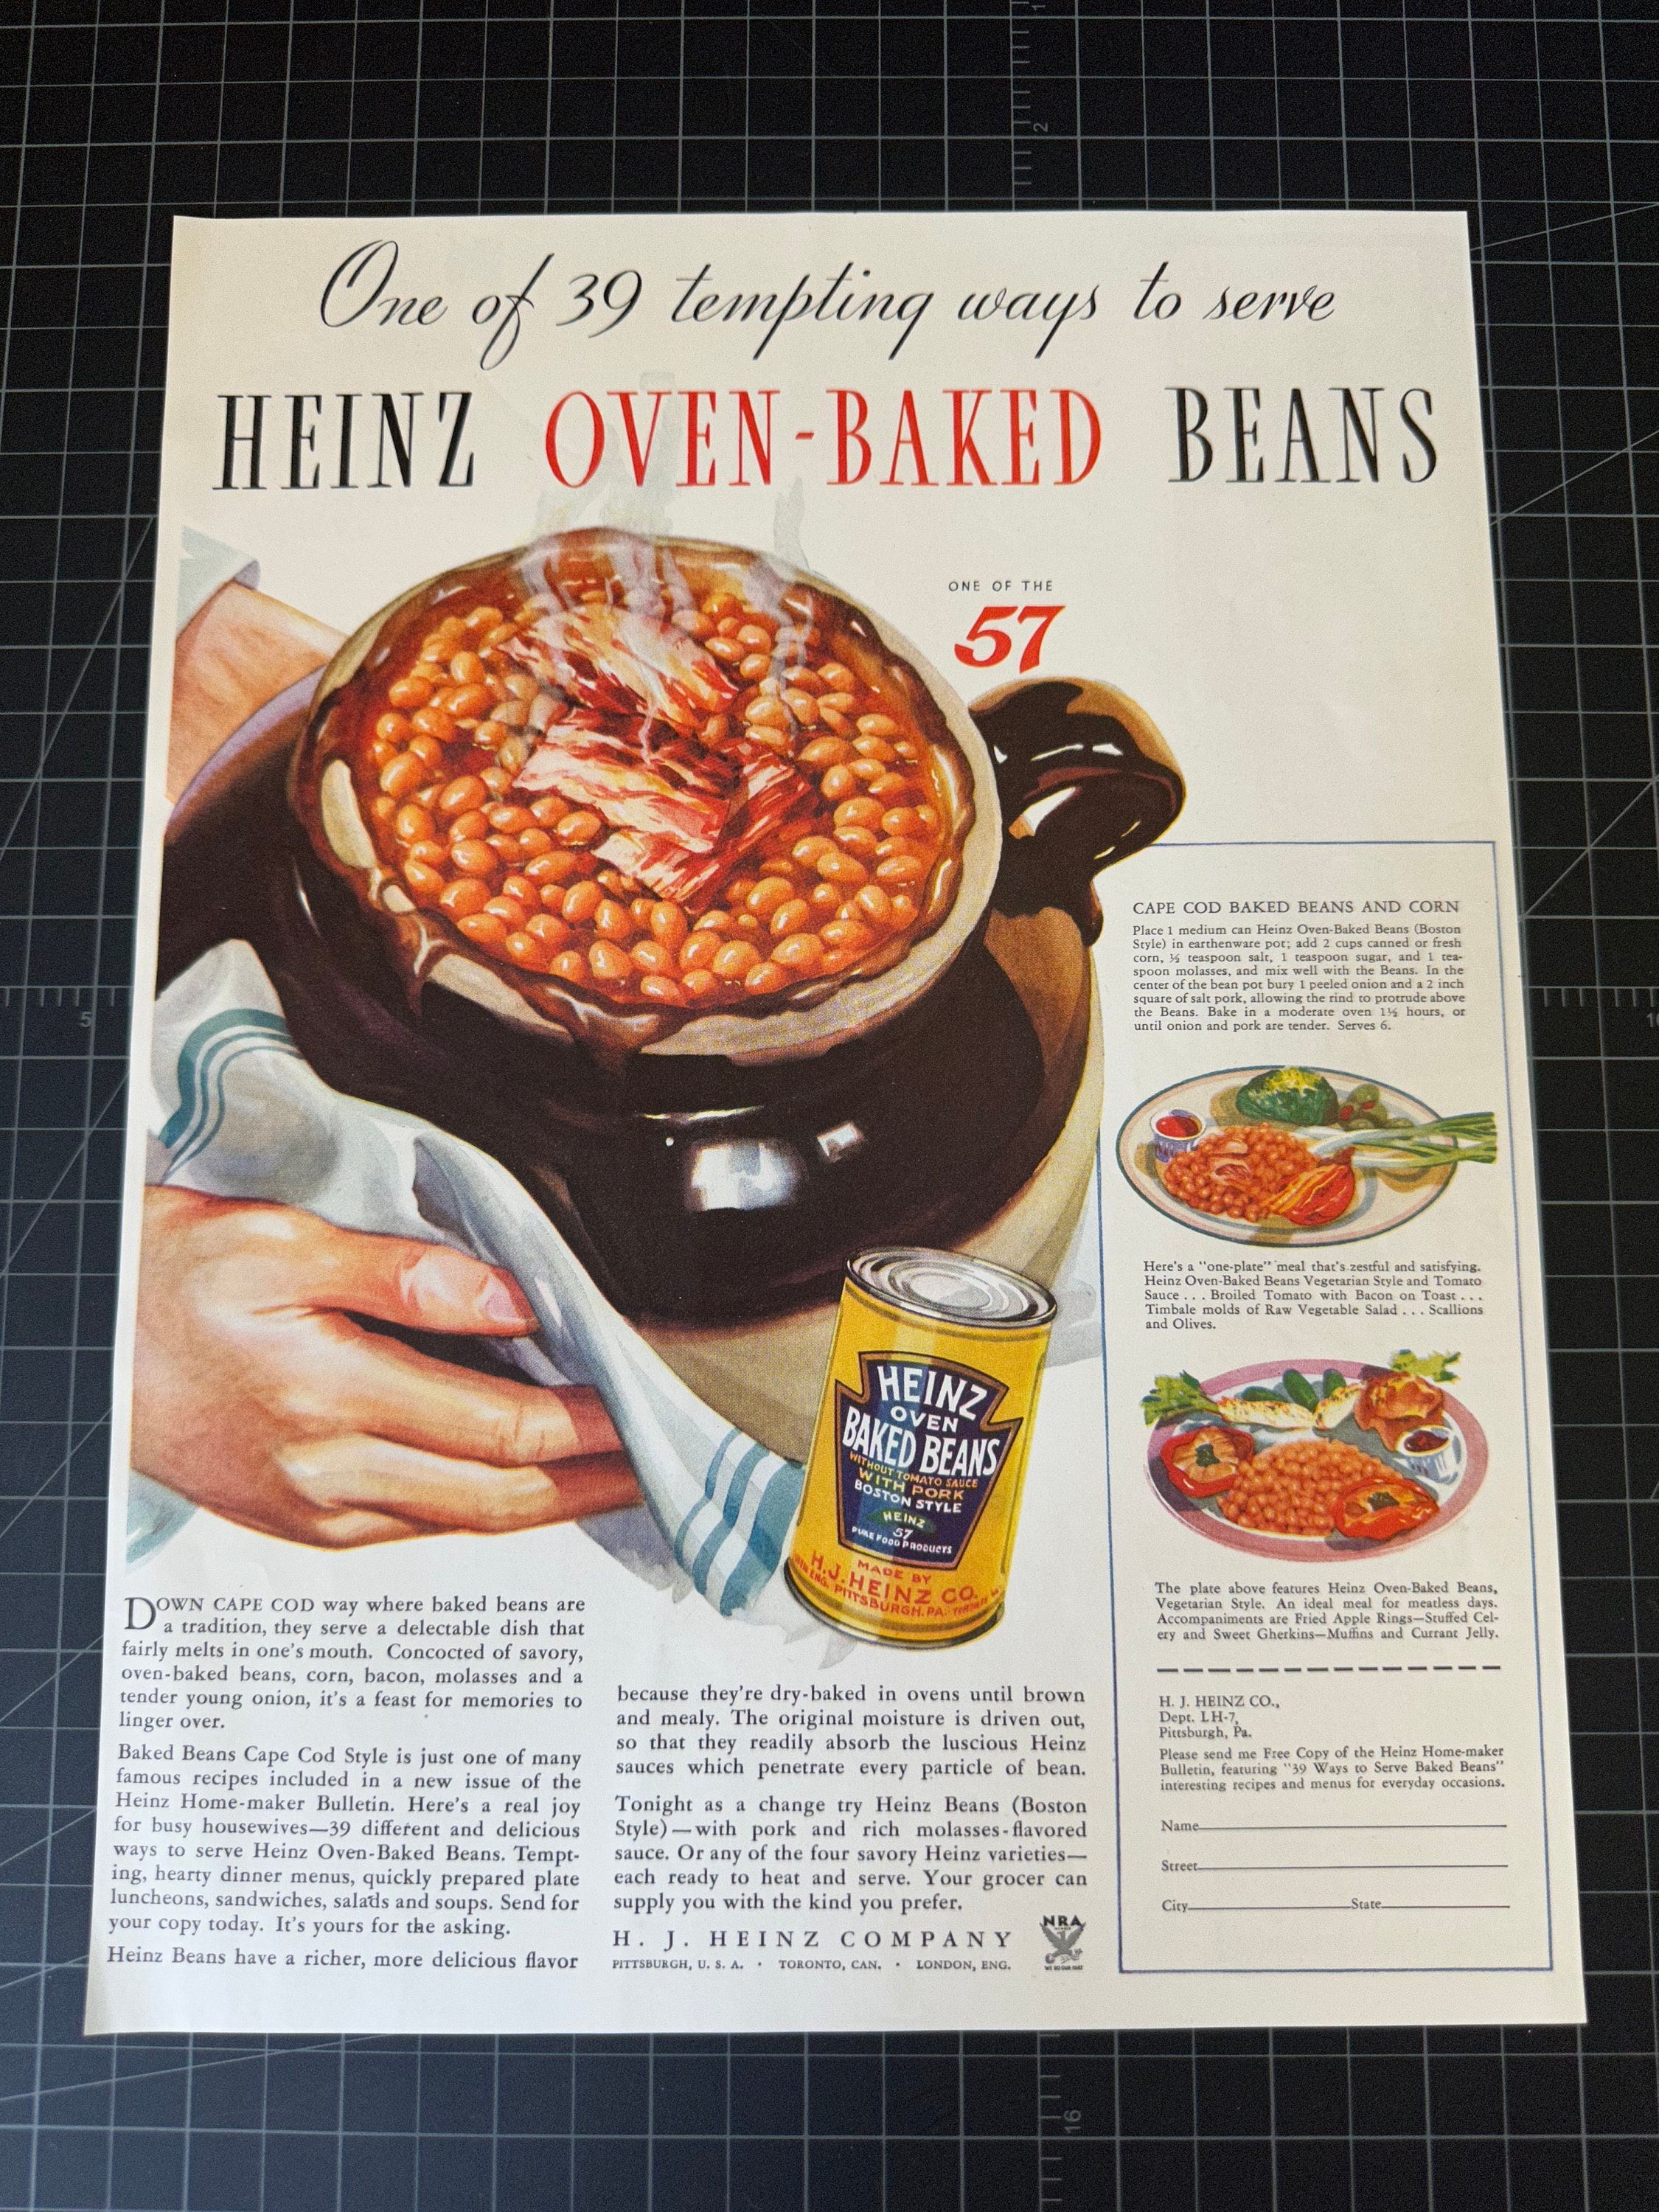 One of 39 tempting ways to serve
HEINZ OVEN-BAKED BEANS
ONE OF THE
57
HEINZ
OVEN
BAKED BEANS
WITHOUT TOMATO SAUCE
WITH PORK
BOSTON STYLE
HEINZ
57
PURE FOOD PRODUCTS
MADE BY
H.J. HEINZ CO.
PITTSBURGH, PA.
DOWN CAPE COD way where baked beans are
a tradition, they serve a delectable dish that
fairly melts in one's mouth. Concocted of savory,
oven-baked beans, corn, bacon, molasses and a
tender young onion, it's a feast for memories to
linger over.
Baked Beans Cape Cod Style is just one of many
famous recipes included in a new issue of the
Heinz Home-maker Bulletin. Here's a real joy
for busy housewives—39 different and delicious
ways to serve Heinz Oven-Baked Beans. Tempt-
ing, hearty dinner menus, quickly prepared plate
luncheons, sandwiches, salads and soups. Send for
your copy today. It's yours for the asking.
Heinz Beans have a richer, more delicious flavor
because they're dry-baked in ovens until brown
and mealy. The original moisture is driven out,
so that they readily absorb the luscious Heinz
sauces which penetrate every particle of bean.
Tonight as a change try Heinz Beans (Boston
Style)—with pork and rich molasses-flavored
sauce. Or any of the four savory Heinz varieties—
each ready to heat and serve. Your grocer can
supply you with the kind you prefer.
H. J. HEINZ COMPANY
PITTSBURGH, U. S. A. • TORONTO, CAN. • LONDON, ENG.
NRA
WE DO OUR PART
CAPE COD BAKED BEANS AND CORN
Place 1 medium can Heinz Oven-Baked Beans (Boston
Style) in earthenware pot; add 2 cups canned or fresh
corn, ½ teaspoon salt, 1 teaspoon sugar, and 1 tea-
spoon molasses, and mix well with the Beans. In the
center of the bean pot bury 1 peeled onion and a 2 inch
square of salt pork, allowing the rind to protrude above
the Beans. Bake in a moderate oven 1½ hours, or
until onion and pork are tender. Serves 6.
Here's a "one-plate" meal that's zestful and satisfying.
Heinz Oven-Baked Beans Vegetarian Style and Tomato
Sauce . . . Broiled Tomato with Bacon on Toast . . .
Timbale molds of Raw Vegetable Salad . . . Scallions
and Olives.
The plate above features Heinz Oven-Baked Beans,
Vegetarian Style. An ideal meal for meatless days.
Accompaniments are Fried Apple Rings—Stuffed Cel-
ery and Sweet Gherkins—Muffins and Currant Jelly.
H. J. HEINZ CO.,
Dept. LH-7,
Pittsburgh, Pa.
Please send me Free Copy of the Heinz Home-maker
Bulletin, featuring "39 Ways to Serve Baked Beans"
interesting recipes and menus for everyday occasions.
Name
Street
City State
1
2
5
16